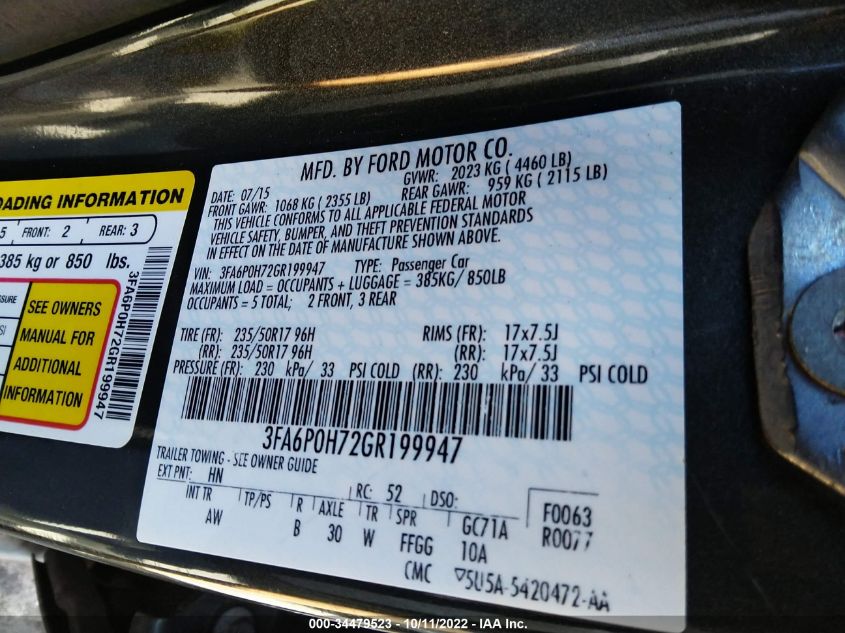 MFD. BY FORD MOTOR CO.
DATE: 07/15 GVWR: 2023 KG ( 4460 LB)
FRONT GAWR: 1068 KG ( 2355 LB) REAR GAWR: 959 KG ( 2115 LB)
THIS VEHICLE CONFORMS TO ALL APPLICABLE FEDERAL MOTOR
VEHICLE SAFETY, BUMPER, AND THEFT PREVENTION STANDARDS
IN EFFECT ON THE DATE OF MANUFACTURE SHOWN ABOVE.
VIN: 3FA6P0H72GR199947 TYPE: Passenger Car
MAXIMUM LOAD = OCCUPANTS + LUGGAGE = 385KG/ 850LB
OCCUPANTS = 5 TOTAL; 2 FRONT, 3 REAR
TIRE (FR): 235/50R17 96H RIMS (FR): 17x7.5J
(RR): 235/50R17 96H (RR): 17x7.5J
PRESSURE (FR): 230 kPa/ 33 PSI COLD (RR): 230 kPa/ 33 PSI COLD
3FA6P0H72GR199947
TRAILER TOWING - SEE OWNER GUIDE
EXT PNT: HN RC: 52 DSO:
INT TR TP/PS R AXLE TR SPR GC71A F0063
AW B 30 W FFGG 10A R0077
CMC 5U5A-5420472-AA
LOADING INFORMATION
5 FRONT: 2 REAR: 3
385 kg or 850 lbs.
SEE OWNERS
MANUAL FOR
ADDITIONAL
INFORMATION
3FA6P0H72GR199947
000-34479523 - 10/11/2022 - IAA Inc.